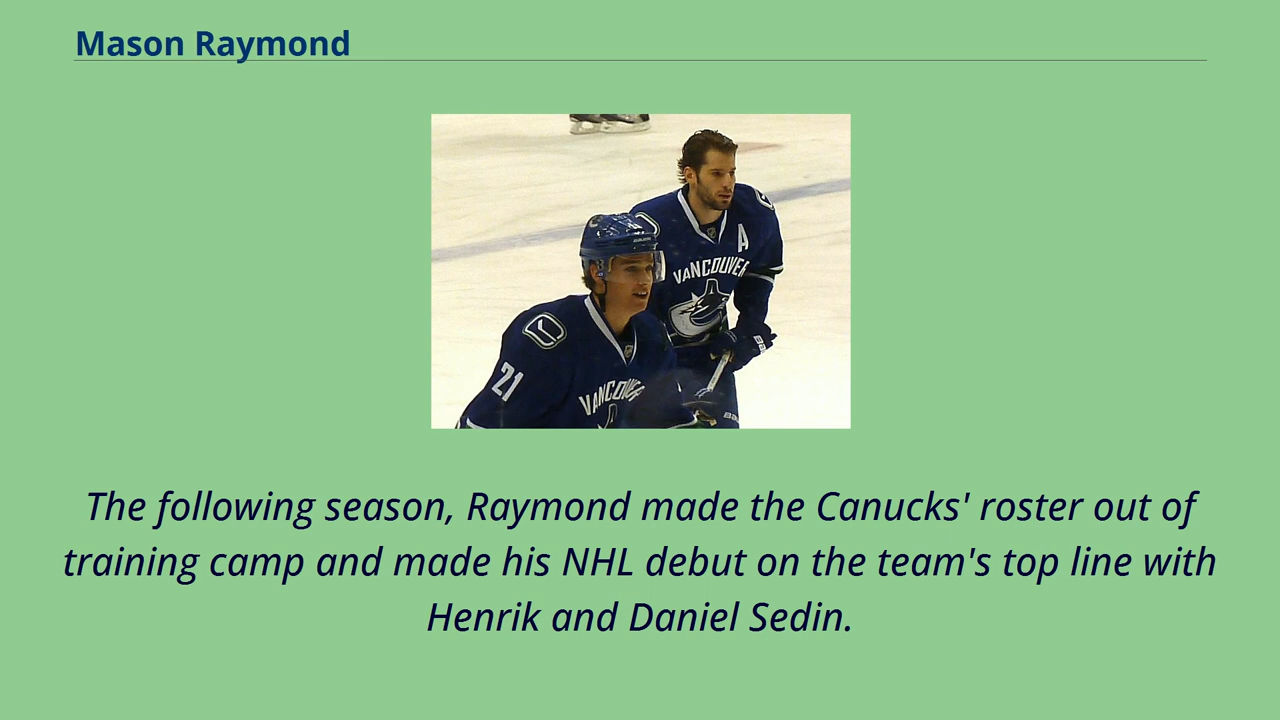 Mason Raymond
A
VANCOUVER
21
VANCOUVER
The following season, Raymond made the Canucks' roster out of
training camp and made his NHL debut on the team's top line with
Henrik and Daniel Sedin.